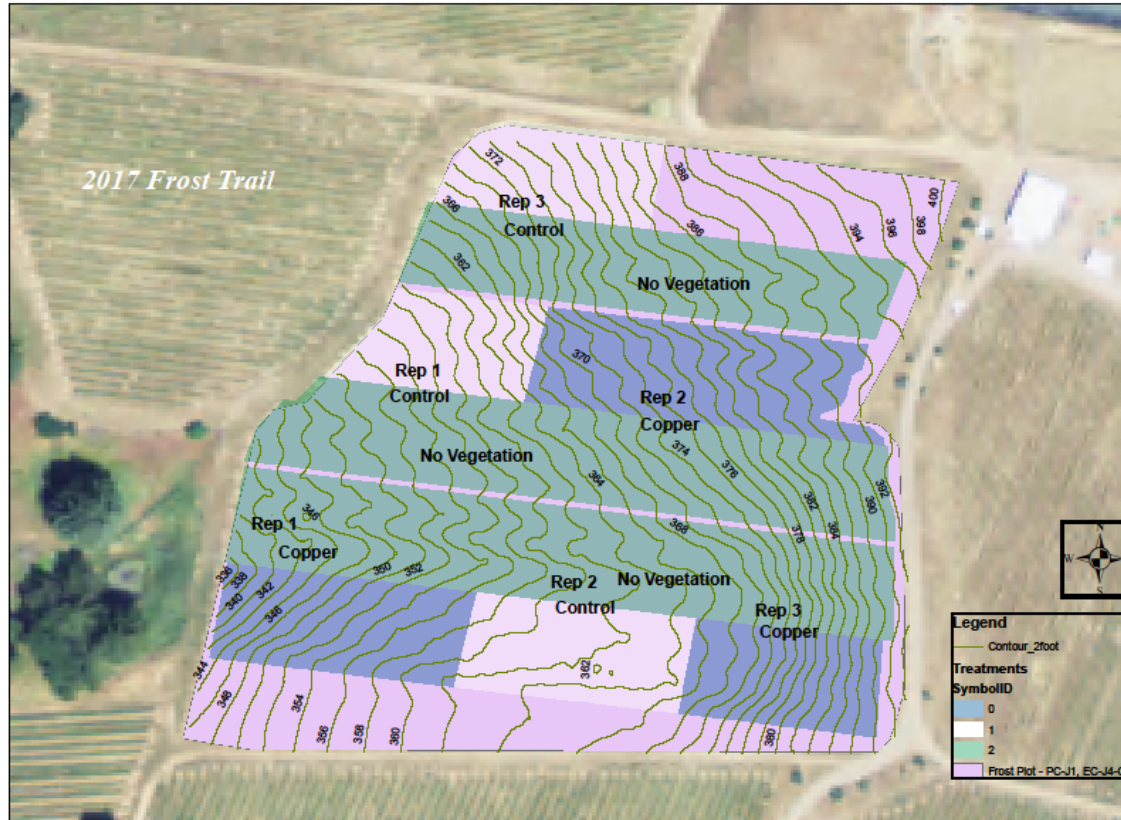 2017 Frost Trail
372
388
Rep 3
Control
366
386
394
396
398
400
362
No Vegetation
370
Rep 1
Control
Rep 2
Copper
374
376
No Vegetation
364
382
384
390
392
368
378
346
Rep 1
Copper
350
352
Rep 2
Control
No Vegetation
Rep 3
Copper
336
338
340
342
346
362
344
348
354
356
358
360
380
N
W
E
S
Legend
Contour_2foot
Treatments
SymbolID
0
1
2
Frost Plot - PC-J1, EC-J4-